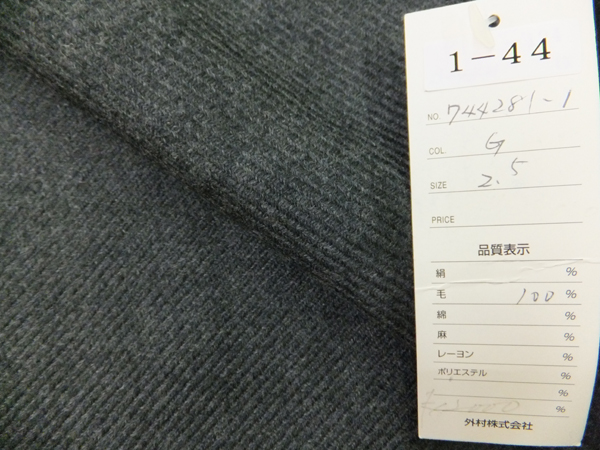 1-44
NO. 744281-1
COL. G
SIZE 2.5
PRICE
品質表示
絹 %
毛 100 %
綿 %
麻 %
レーヨン %
ポリエステル %
%
%
外村株式会社